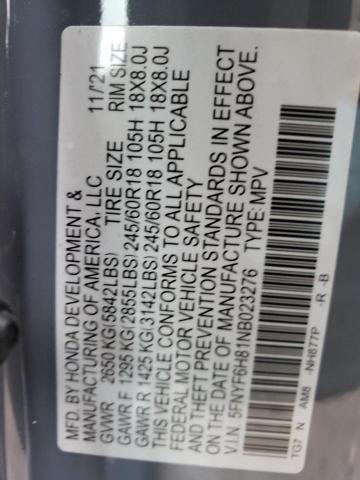 MFD. BY HONDA DEVELOPMENT & 11/21
MANUFACTURING OF AMERICA, LLC
GVWR 2650 KG(5842LBS) TIRE SIZE RIM SIZE
GAWR F 1295 KG(2855LBS) 245/60R18 105H 18X8.0J
GAWR R 1425 KG(3142LBS) 245/60R18 105H 18X8.0J
THIS VEHICLE CONFORMS TO ALL APPLICABLE
FEDERAL MOTOR VEHICLE SAFETY
AND THEFT PREVENTION STANDARDS IN EFFECT
ON THE DATE OF MANUFACTURE SHOWN ABOVE.
V.I.N. 5FNYF6H81NB023276 TYPE: MPV
TG7 N AM8 -NH877P -R -B